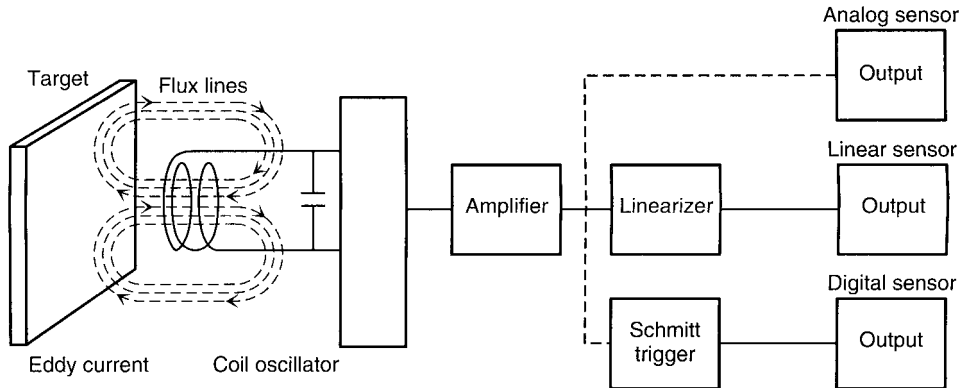 Analog sensor
Target
Flux lines
Output
Linear sensor
Amplifier
Linearizer
Output
Digital sensor
Schmitt
trigger
Output
Eddy current
Coil oscillator